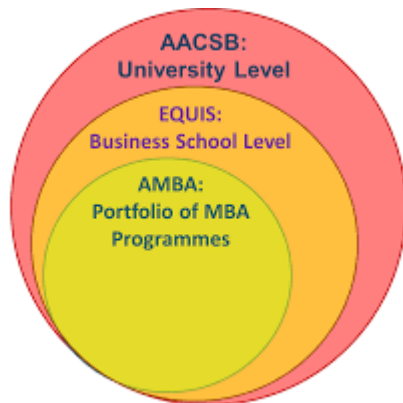 AACSB:
University Level
EQUIS:
Business School Level
AMBA:
Portfolio of MBA
Programmes